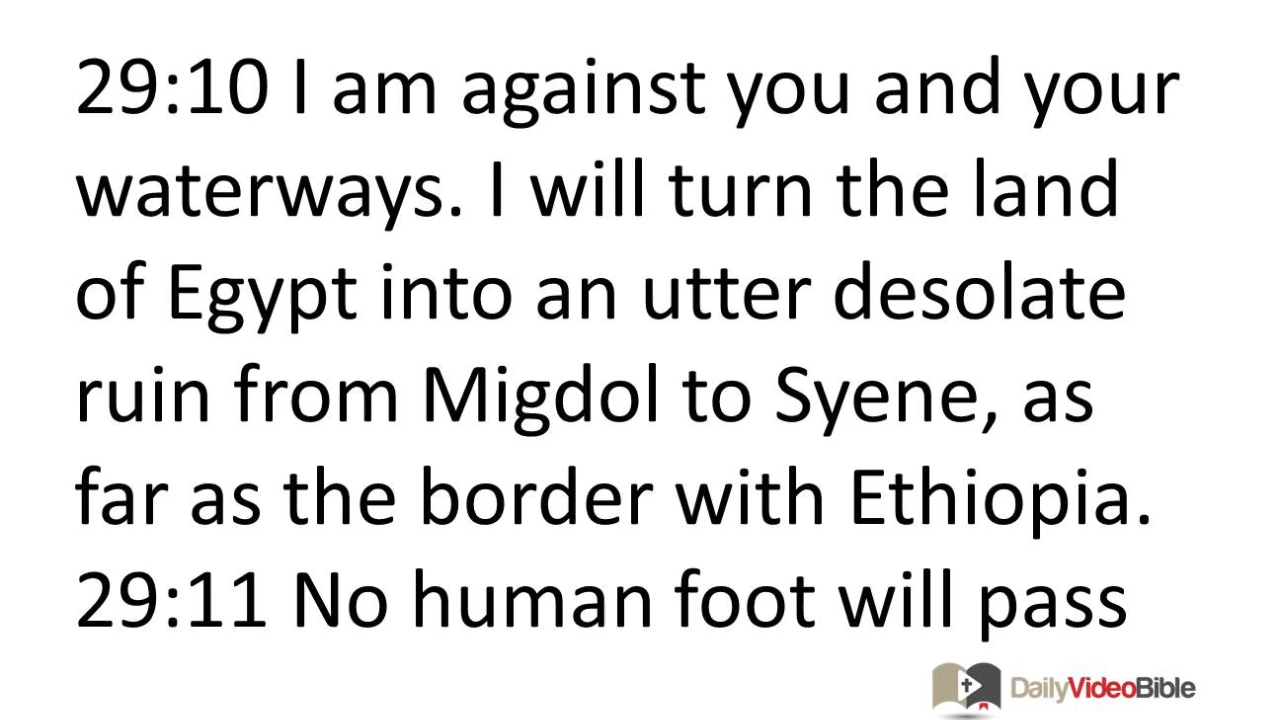 29:10 I am against you and your
waterways. I will turn the land
of Egypt into an utter desolate
ruin from Migdol to Syene, as
far as the border with Ethiopia.
29:11 No human foot will pass
DailyVideoBible